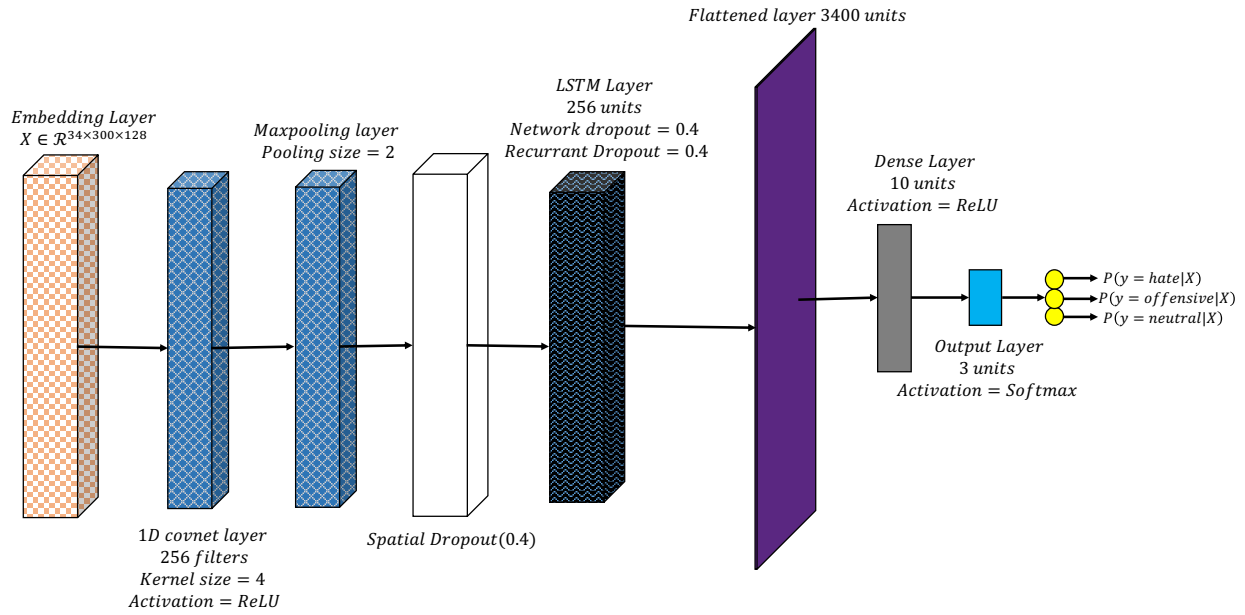 Flattened layer 3400 units
Embedding Layer
X ∈ ℛ^34×300×128
Maxpooling layer
Pooling size = 2
LSTM Layer
256 units
Network dropout = 0.4
Recurrant Dropout = 0.4
Dense Layer
10 units
Activation = ReLU
P(y = hate|X)
P(y = offensive|X)
P(y = neutral|X)
Output Layer
3 units
Activation = Softmax
1D covnet layer
256 filters
Kernel size = 4
Activation = ReLU
Spatial Dropout(0.4)